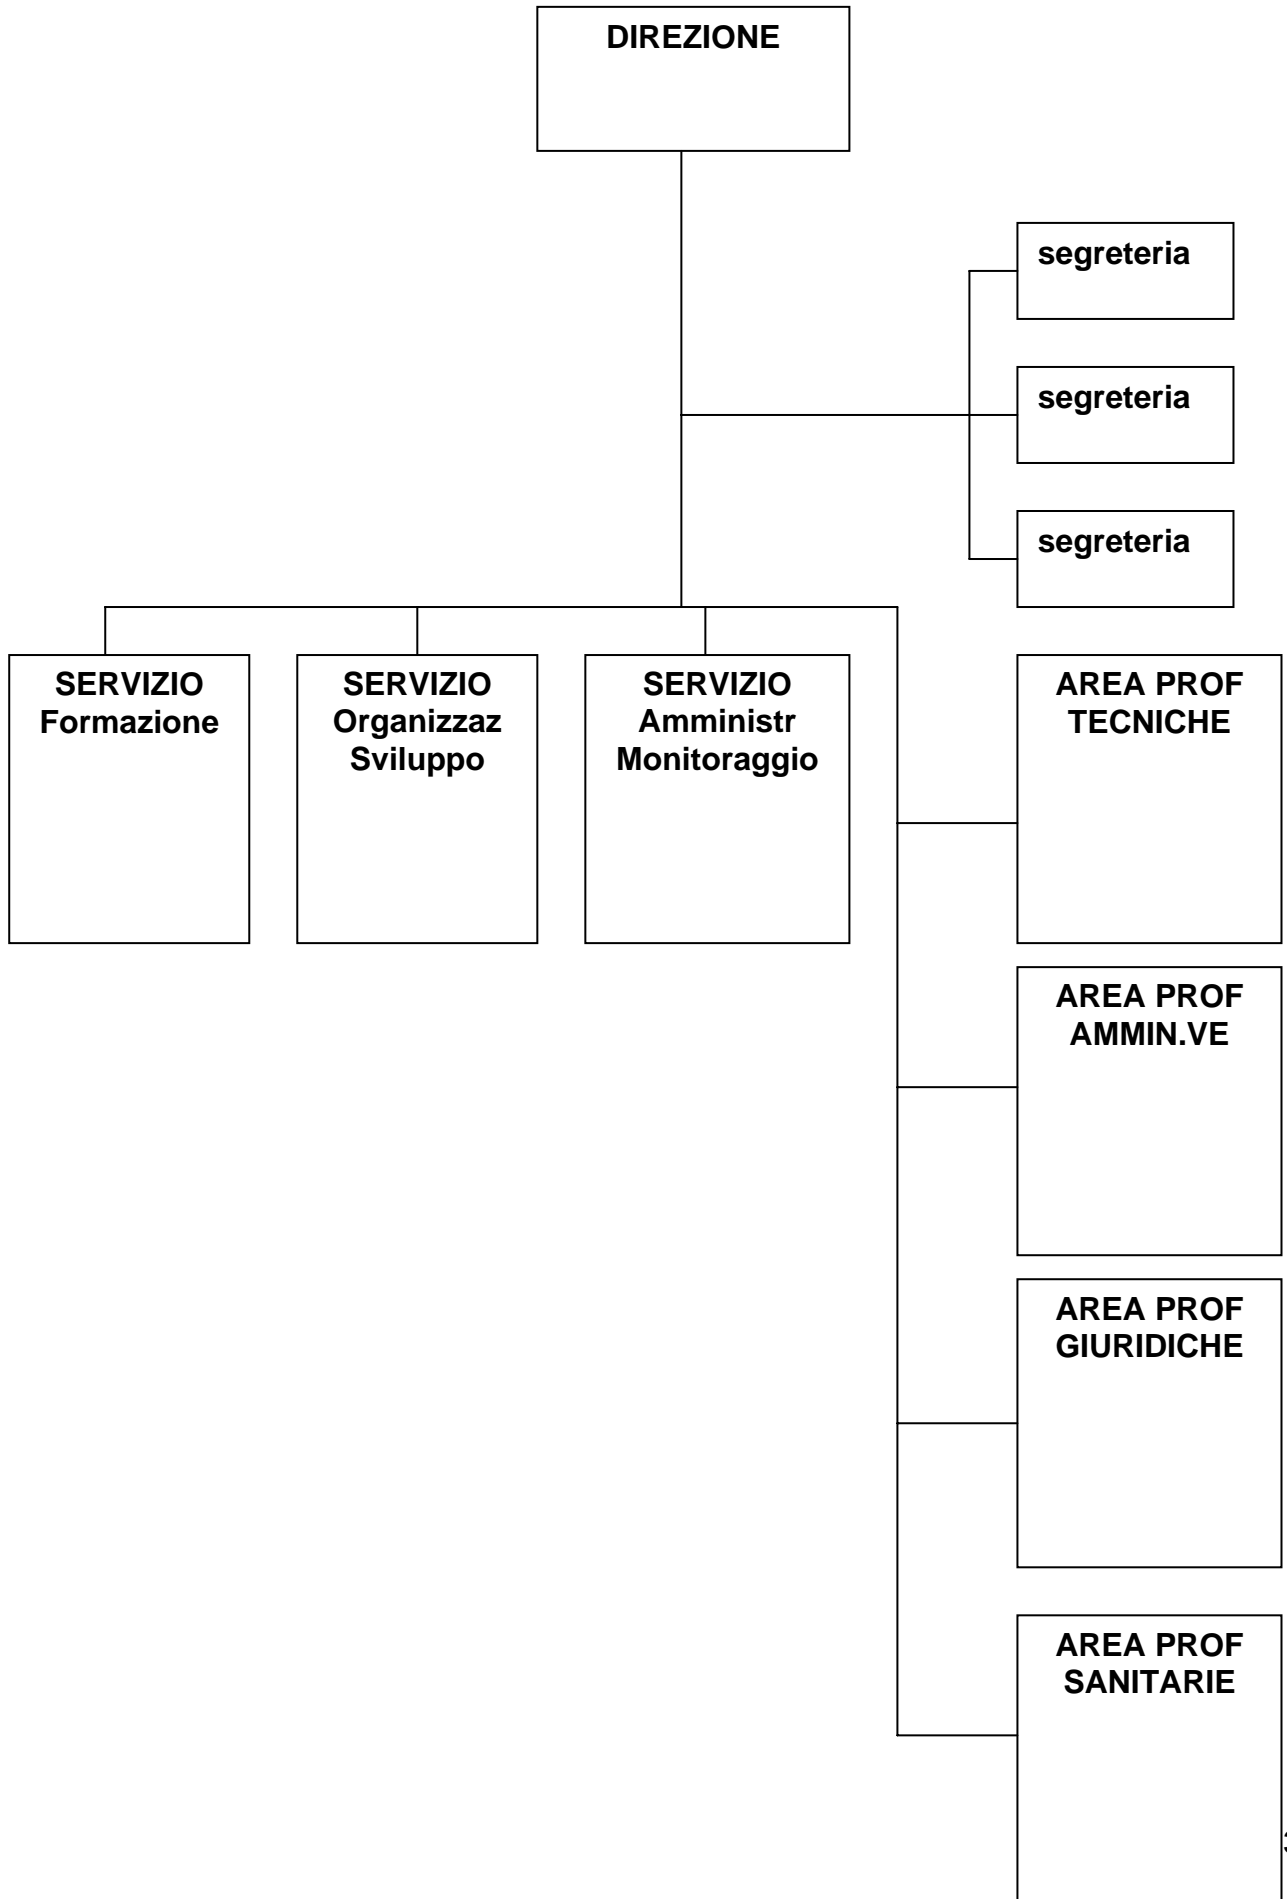 DIREZIONE
segreteria
segreteria
segreteria
SERVIZIO
Formazione
SERVIZIO
Organizzaz
Sviluppo
SERVIZIO
Amministr
Monitoraggio
AREA PROF
TECNICHE
AREA PROF
AMMIN.VE
AREA PROF
GIURIDICHE
AREA PROF
SANITARIE